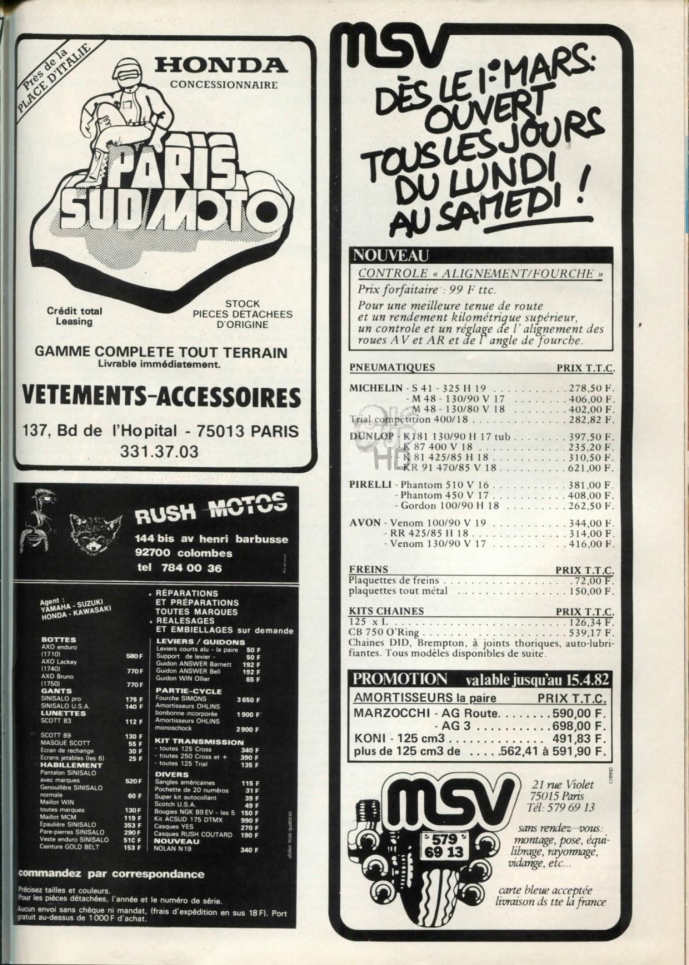 Près de la
PLACE D'ITALIE
HONDA
CONCESSIONNAIRE
PARIS
SUD MOTO
Crédit total
Leasing
STOCK
PIECES DETACHEES
D'ORIGINE
GAMME COMPLETE TOUT TERRAIN
Livrable immédiatement.
VETEMENTS-ACCESSOIRES
137, Bd de l'Hopital - 75013 PARIS
331.37.03
RUSH MOTOS
144 bis av henri barbusse
92700 colombes
tel 784 00 36
Agent :
YAMAHA - SUZUKI
HONDA - KAWASAKI
. RÉPARATIONS
ET PRÉPARATIONS
TOUTES MARQUES
. REALESAGES
ET EMBIELLAGES sur demande
BOTTES
AXO enduro
(1710) 580 F
AXO Lackey
(1740) 770 F
AXO Bruno
(1750) 770 F
GANTS
SINISALO pro 176 F
SINISALO U.S.A. 140 F
LUNETTES
SCOTT 83 112 F
SCOTT 89 130 F
MASQUE SCOTT 55 F
Ecran de rechange 30 F
Ecrans jetables (les 6) 25 F
HABILLEMENT
Pantalon SINISALO
avec marques 520 F
Genouillère SINISALO
normale 60 F
Maillot WIN
toutes marques 130 F
Maillot MCM 119 F
Epaulière SINISALO 353 F
Pare-pierres SINISALO 290 F
Veste enduro SINISALO 51C F
Ceinture GOLD BELT 153 F
LEVIERS / GUIDONS
Leviers courts alu - la paire 50 F
Support de levier - 50 F
Guidon ANSWER Barnett 192 F
Guidon ANSWER Bell 192 F
Guidon WIN Ollier 65 F
PARTIE-CYCLE
Fourche SIMONS 3 650 F
Amortisseurs OHLINS
bonbonne incorporée 1 900 F
Amortisseurs OHLINS
monoschock 2 900 F
KIT TRANSMISSION
- toutes 125 Cross 340 F
- toutes 250 Cross et + 390 F
- toutes 125 Trial 135 F
DIVERS
Sangles américaines 115 F
Pochette de 20 numéros 31 F
Super kit autocollant 35 F
Scotch U.S.A. 49 F
Bougies NGK B9 EV - les 5 160 F
Kit ACSUD 175 DTMX 990 F
Casques YES 270 F
Casques RUSH COUTARD 190 F
NOUVEAU
NOLAN N19 340 F
commandez par correspondance
Précisez tailles et couleurs.
Pour les pièces détachées, l'année et le numéro de série.
Aucun envoi sans chèque ni mandat, (frais d'expédition en sus 18 F). Port
gratuit au-dessus de 1000 F d'achat.
MSV
DÈS LE 1er MARS:
OUVERT
TOUS LES JOURS
DU LUNDI
AU SAMEDI !
NOUVEAU
CONTROLE « ALIGNEMENT/FOURCHE »
Prix forfaitaire : 99 F ttc.
Pour une meilleure tenue de route
et un rendement kilométrique supérieur,
un controle et un réglage de l'alignement des
roues AV et AR et de l'angle de fourche.
PNEUMATIQUES PRIX T.T.C.
MICHELIN - S 41 - 325 H 19 ..........278,50 F.
- M 48 - 130/90 V 17 ..........406,00 F.
- M 48 - 130/80 V 18 ..........402,00 F.
Trial compétition 400/18 ..........282,82 F.
DUNLOP - K181 130/90 H 17 tub ..........397,50 F.
K 87 400 V 18 ..........235,20 F.
K 81 425/85 H 18 ..........310,50 F.
KR 91 470/85 V 18 ..........621,00 F.
PIRELLI - Phantom 510 V 16 ..........381,00 F.
- Phantom 450 V 17 ..........408,00 F.
- Gordon 100/90 H 18 ..........262,50 F.
AVON - Venom 100/90 V 19 ..........344,00 F.
- RR 425/85 H 18 ..........314,00 F.
- Venom 130/90 V 17 ..........416,00 F.
FREINS PRIX T.T.C.
Plaquettes de freins ..........72,00 F.
plaquettes tout métal ..........150,00 F.
KITS CHAINES PRIX T.T.C.
125 x L ..........126,34 F.
CB 750 O'Ring ..........539,17 F.
Chaines DID, Brempton, à joints thoriques, auto-lubri-
fiantes. Tous modèles disponibles de suite.
PROMOTION valable jusqu'au 15.4.82
AMORTISSEURS la paire PRIX T.T.C.
MARZOCCHI - AG Route.......590,00 F.
- AG 3 ..........698,00 F.
KONI - 125 cm3 ..........491,83 F.
plus de 125 cm3 de .....562,41 à 591,90 F.
MSV
579
69 13
21 rue Violet
75015 Paris
Tél: 579 69 13
sans rendez-vous:
montage, pose, équi-
librage, rayonnage,
vidange, etc...
carte bleue acceptée
livraison ds tte la france